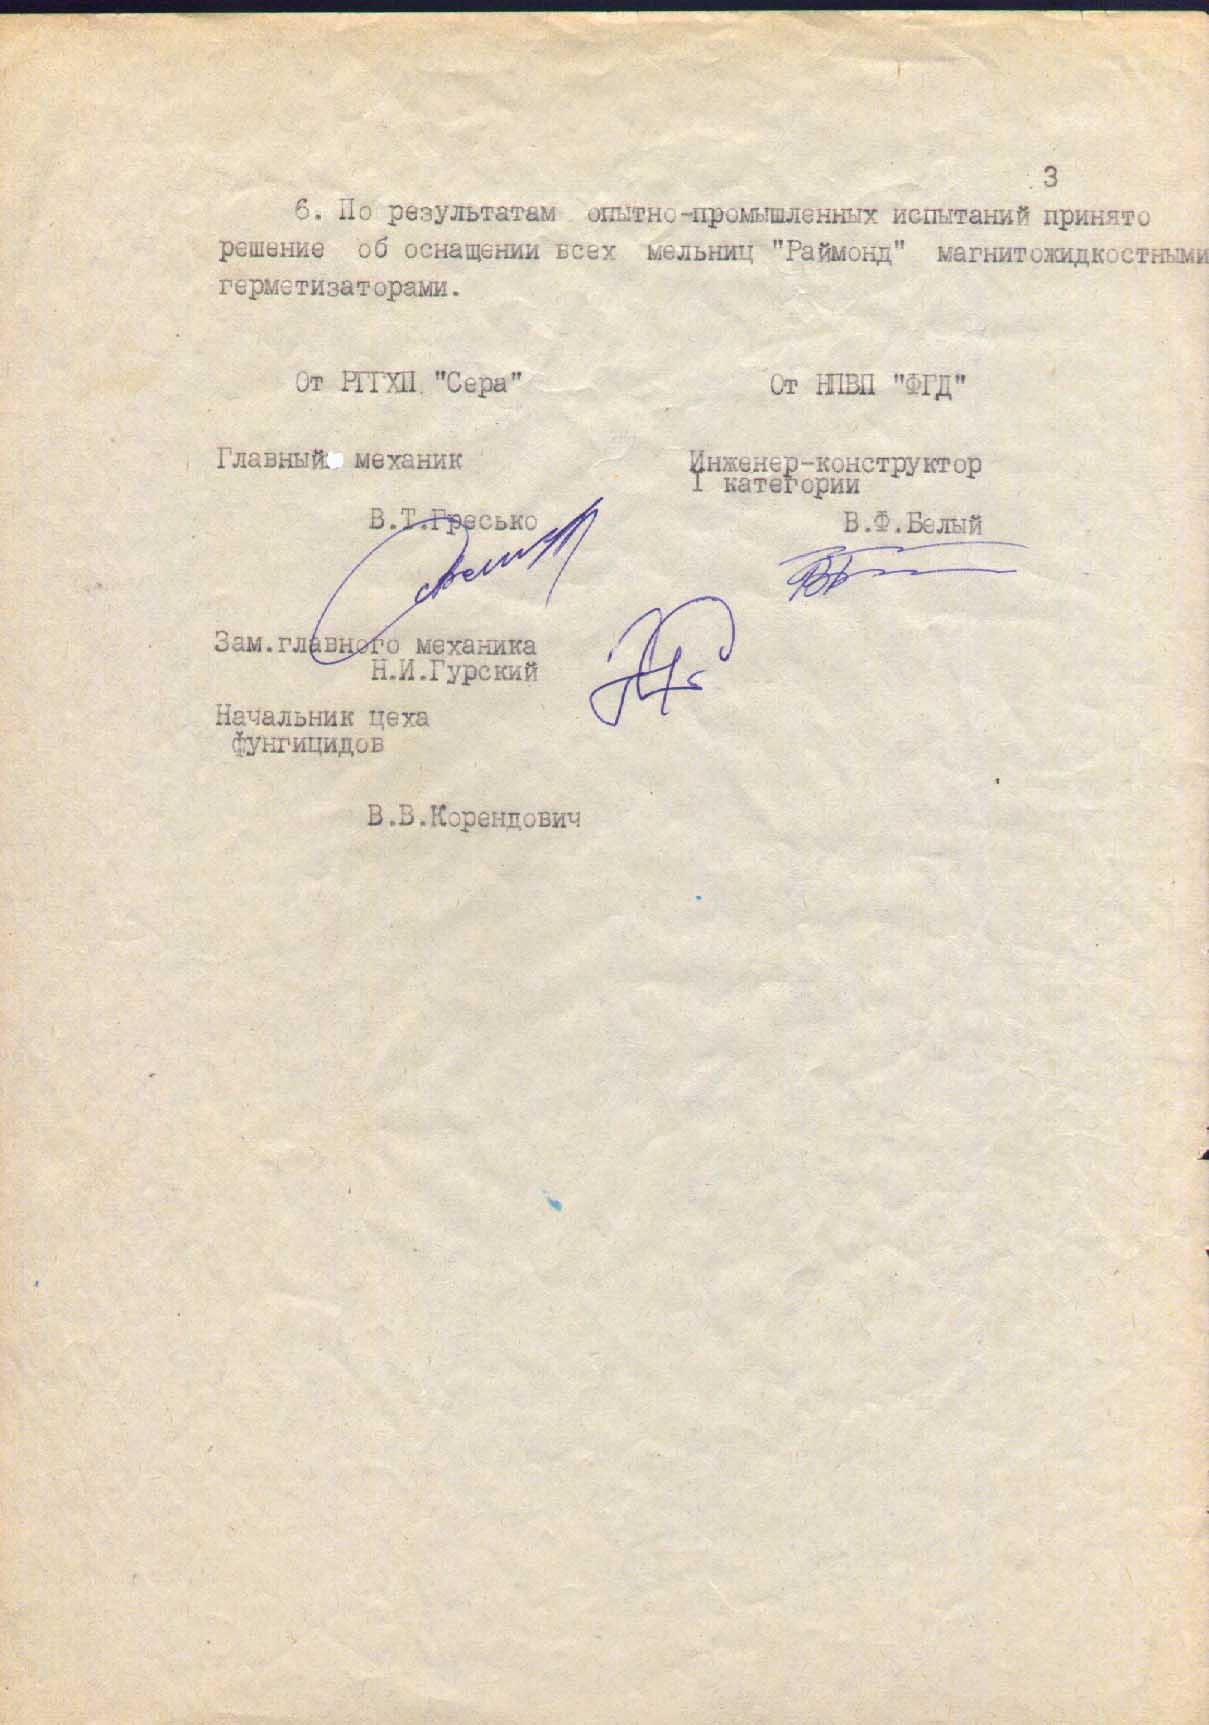 3
6. По результатам опытно-промышленных испытаний принято
решение об оснащении всех мельниц "Раймонд" магнитожидкостными
герметизаторами.
От РГГХП "Сера"
От НПВП "ФГД"
Главный механик
Инженер-конструктор
I категории
В.Т.Гресько
В.Ф.Белый
Зам.главного механика
Н.И.Гурский
Начальник цеха
фунгицидов
В.В.Корендович